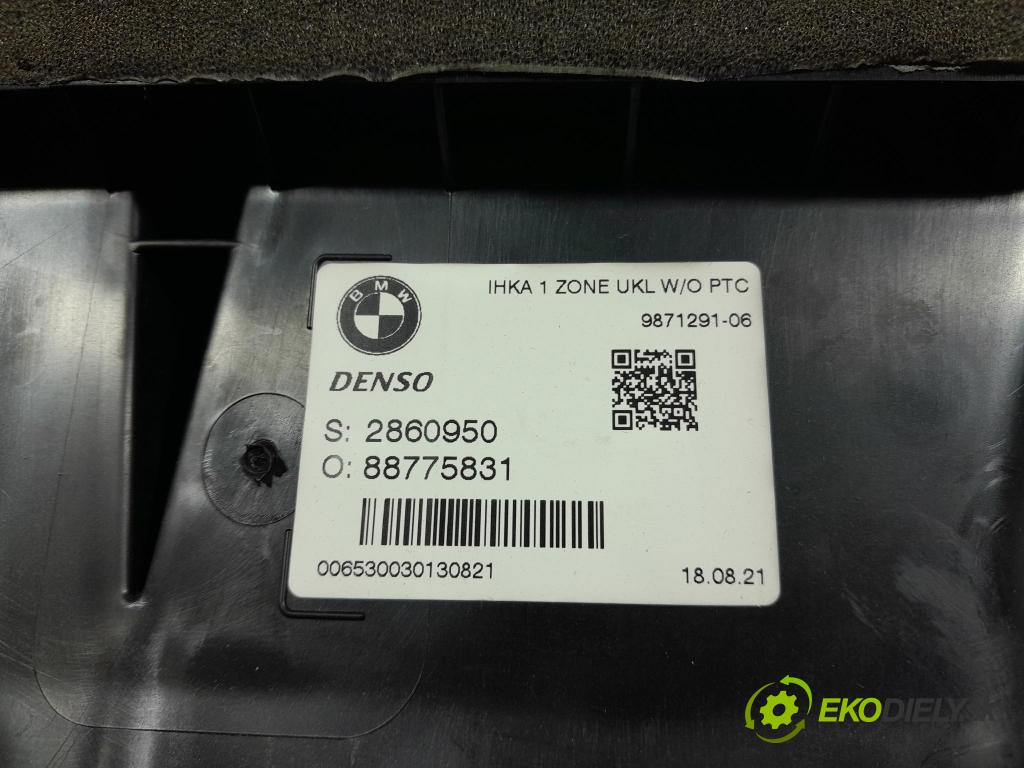 BMW
IHKA 1 ZONE UKL W/O PTC
9871291-06
DENSO
S: 2860950
O: 88775831
006530030130821
18.08.21
EKODIELY.SK